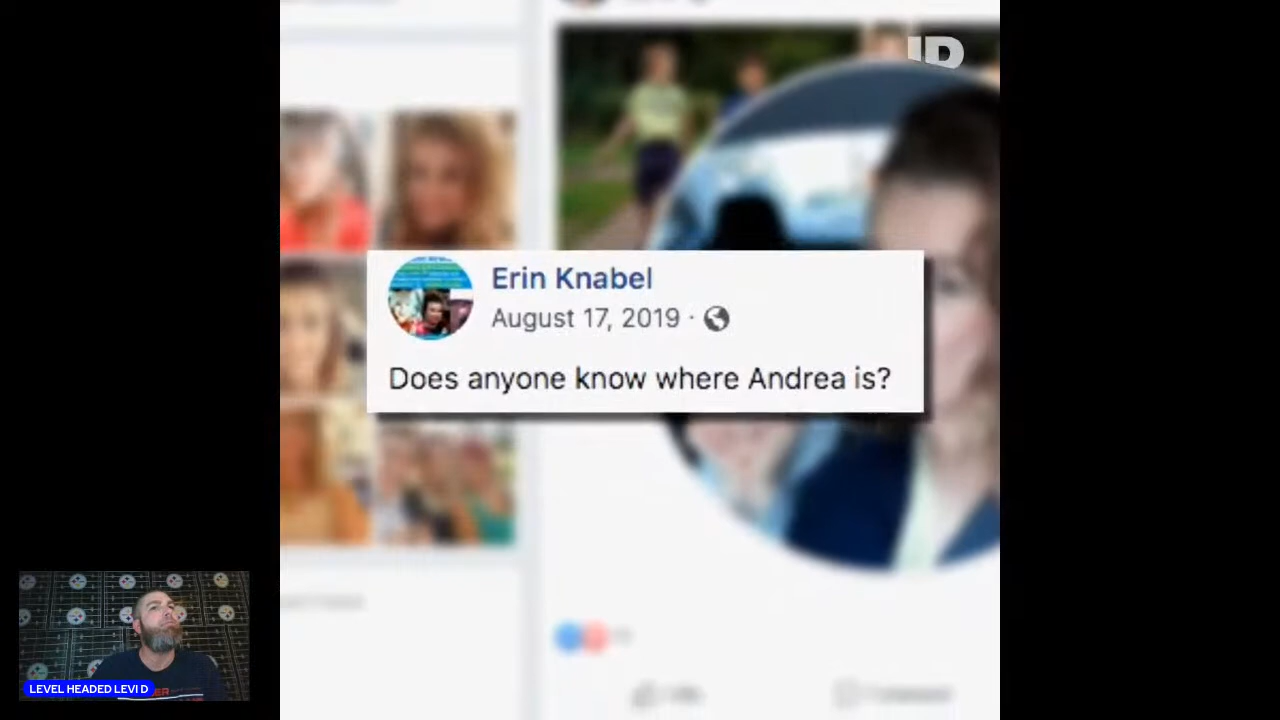 ID
Erin Knabel
August 17, 2019 ·
Does anyone know where Andrea is?
LEVEL HEADED LEVI D